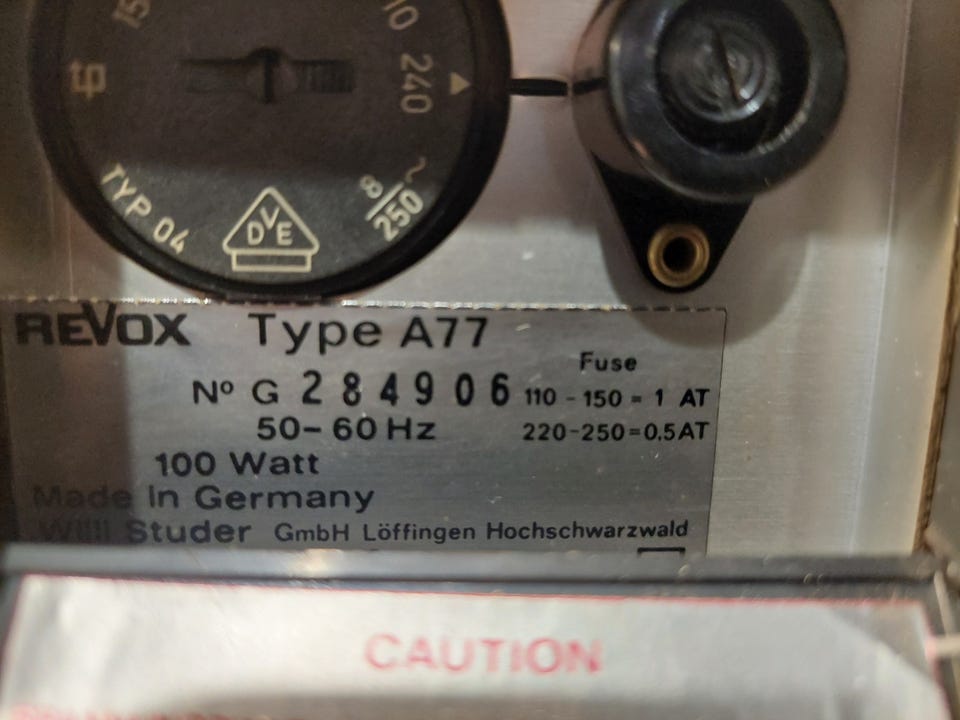 240
TYP 04
VDE
8/250 ~
REVOX Type A77
Fuse
Nº G 284906 110 - 150 = 1 AT
50-60 Hz 220-250=0.5AT
100 Watt
Made in Germany
Willi Studer GmbH Löffingen Hochschwarzwald
CAUTION